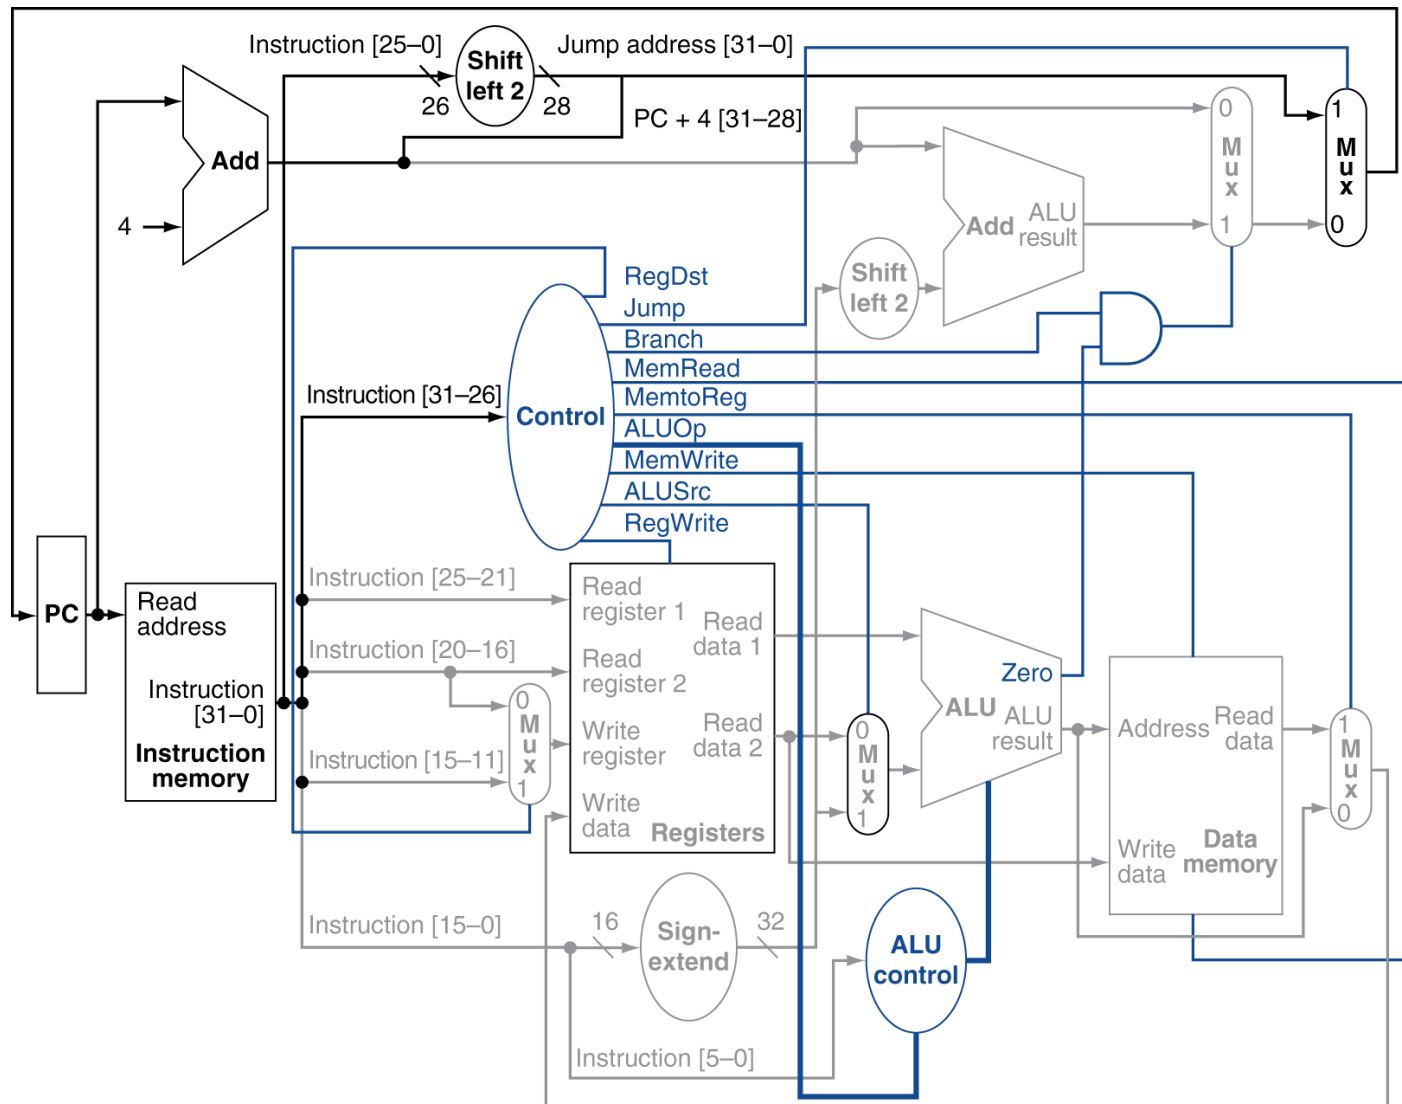 Instruction [25–0]
Shift
left 2
Jump address [31–0]
26
28
PC + 4 [31–28]
Add
4
0
M
u
x
1
1
M
u
x
0
Add
ALU
result
Shift
left 2
RegDst
Jump
Branch
MemRead
MemtoReg
ALUOp
MemWrite
ALUSrc
RegWrite
Instruction [31–26]
Control
PC
Read
address
Instruction
[31–0]
Instruction
memory
Instruction [25–21]
Instruction [20–16]
Instruction [15–11]
0
M
u
x
1
Read
register 1
Read
register 2
Write
register
Write
data
Read
data 1
Read
data 2
Registers
0
M
u
x
1
Zero
ALU
ALU
result
Address
Read
data
Write
data
Data
memory
1
M
u
x
0
Instruction [15–0]
16
Sign-
extend
32
ALU
control
Instruction [5–0]